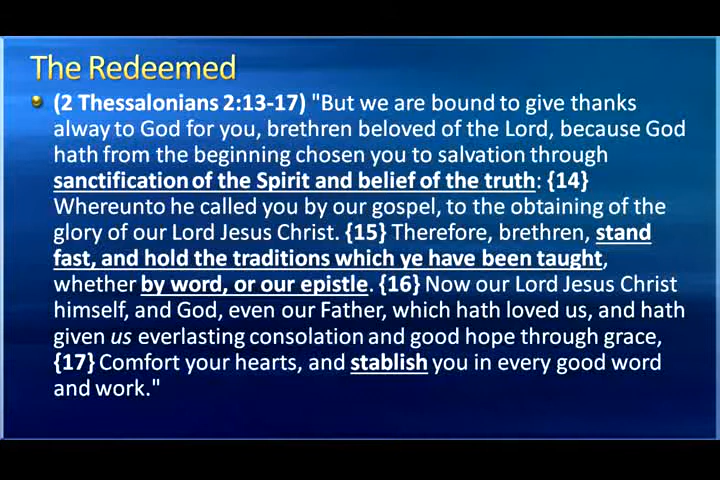 The Redeemed
(2 Thessalonians 2:13-17) "But we are bound to give thanks
alway to God for you, brethren beloved of the Lord, because God
hath from the beginning chosen you to salvation through
sanctification of the Spirit and belief of the truth: {14}
Whereunto he called you by our gospel, to the obtaining of the
glory of our Lord Jesus Christ. {15} Therefore, brethren, stand
fast, and hold the traditions which ye have been taught,
whether by word, or our epistle. {16} Now our Lord Jesus Christ
himself, and God, even our Father, which hath loved us, and hath
given us everlasting consolation and good hope through grace,
{17} Comfort your hearts, and stablish you in every good word
and work."